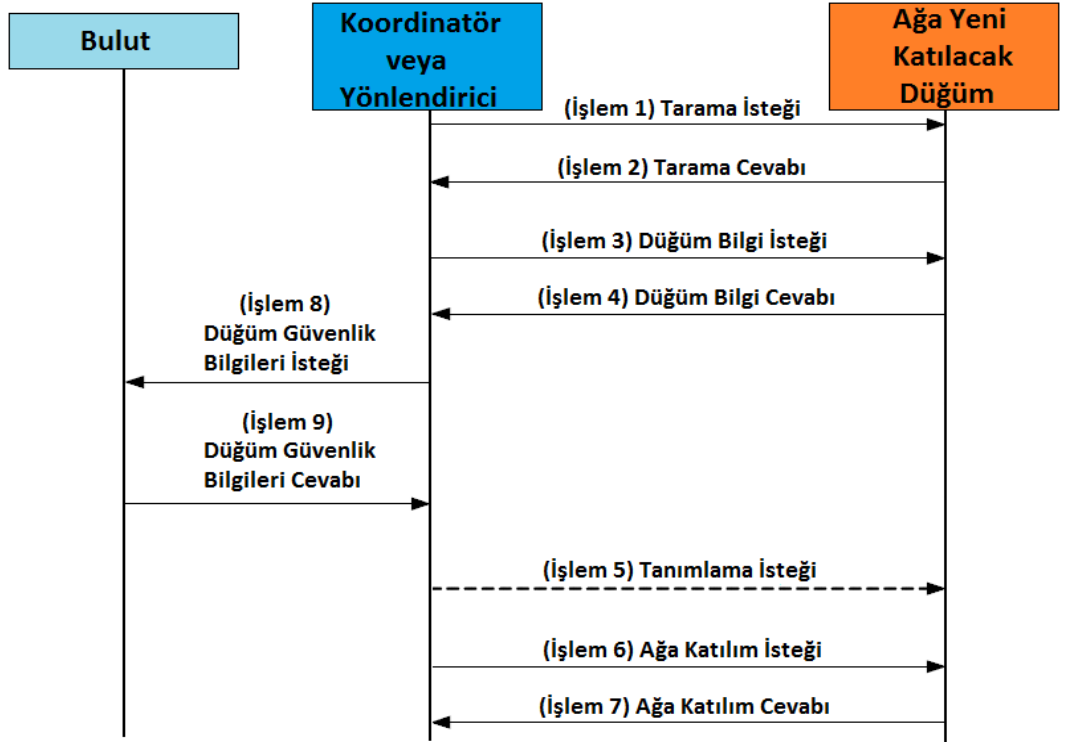 Bulut
Koordinatör
veya
Yönlendirici
Ağa Yeni
Katılacak
Düğüm
(İşlem 1) Tarama İsteği
(İşlem 2) Tarama Cevabı
(İşlem 3) Düğüm Bilgi İsteği
(İşlem 4) Düğüm Bilgi Cevabı
(İşlem 8)
Düğüm Güvenlik
Bilgileri İsteği
(İşlem 9)
Düğüm Güvenlik
Bilgileri Cevabı
(İşlem 5) Tanımlama İsteği
(İşlem 6) Ağa Katılım İsteği
(İşlem 7) Ağa Katılım Cevabı